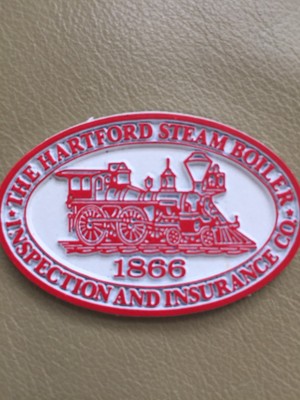 THE HARTFORD STEAM BOILER
1866
• INSPECTION AND INSURANCE CO. •